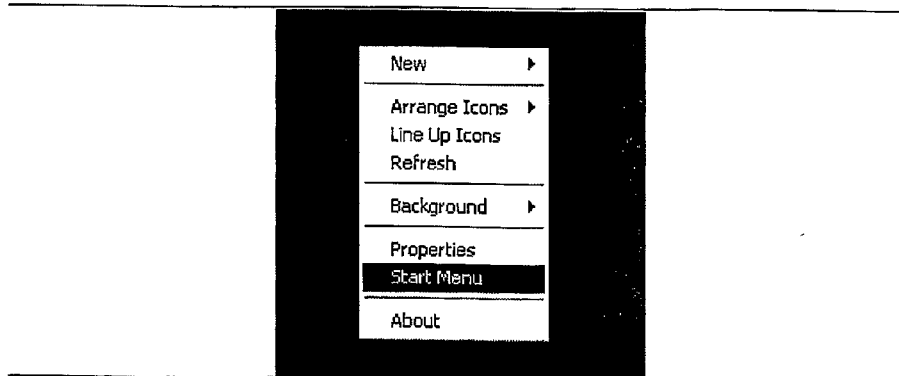 New
Arrange Icons
Line Up Icons
Refresh
Background
Properties
Start Menu
About